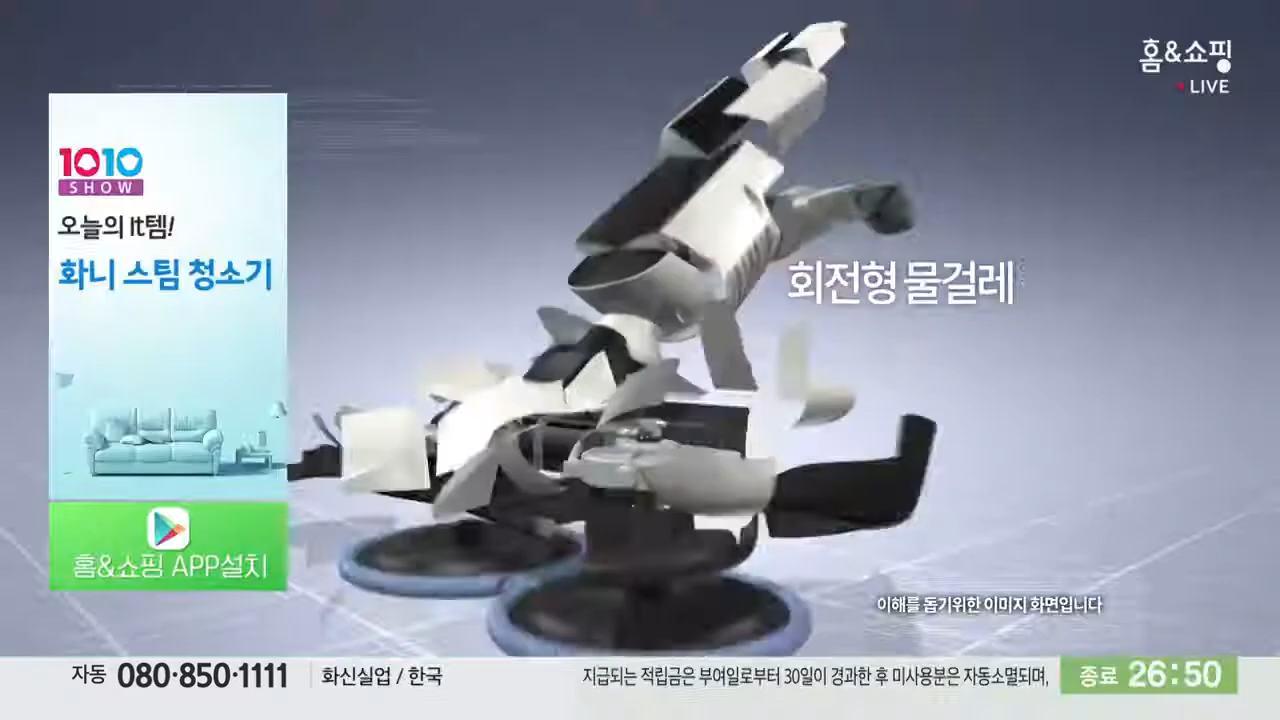 홈&쇼핑
LIVE
1010
SHOW
오늘의 It템!
화니 스팀 청소기
회전형 물걸레
홈&쇼핑 APP설치
이해를 돕기위한 이미지 화면입니다
자동 080·850·1111 화신실업 / 한국 지급되는 적립금은 부여일로부터 30일이 경과한 후 미사용분은 자동소멸되며, 종료 26:50